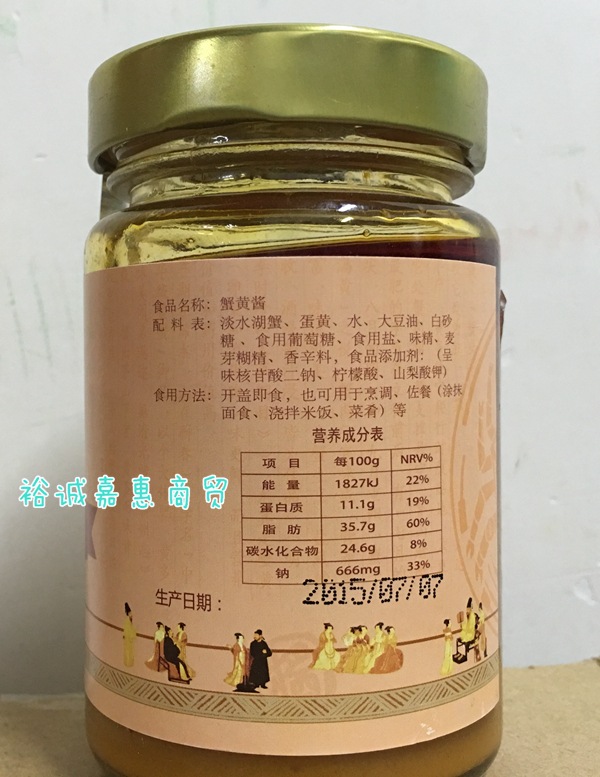 食品名称：蟹黄酱
配 料 表：淡水湖蟹、蛋黄、水、大豆油、白砂
糖、食用葡萄糖、食用盐、味精、麦
芽糊精、香辛料，食品添加剂：（呈
味核苷酸二钠、柠檬酸、山梨酸钾）
食用方法：开盖即食，也可用于烹调、佐餐（涂抹
面食、浇拌米饭、菜肴）等
营养成分表
项 目 每100g NRV%
能 量 1827kJ 22%
蛋白质 11.1g 19%
脂 肪 35.7g 60%
碳水化合物 24.6g 8%
钠 666mg 33%
生产日期： 2015/07/07
裕诚嘉惠商贸